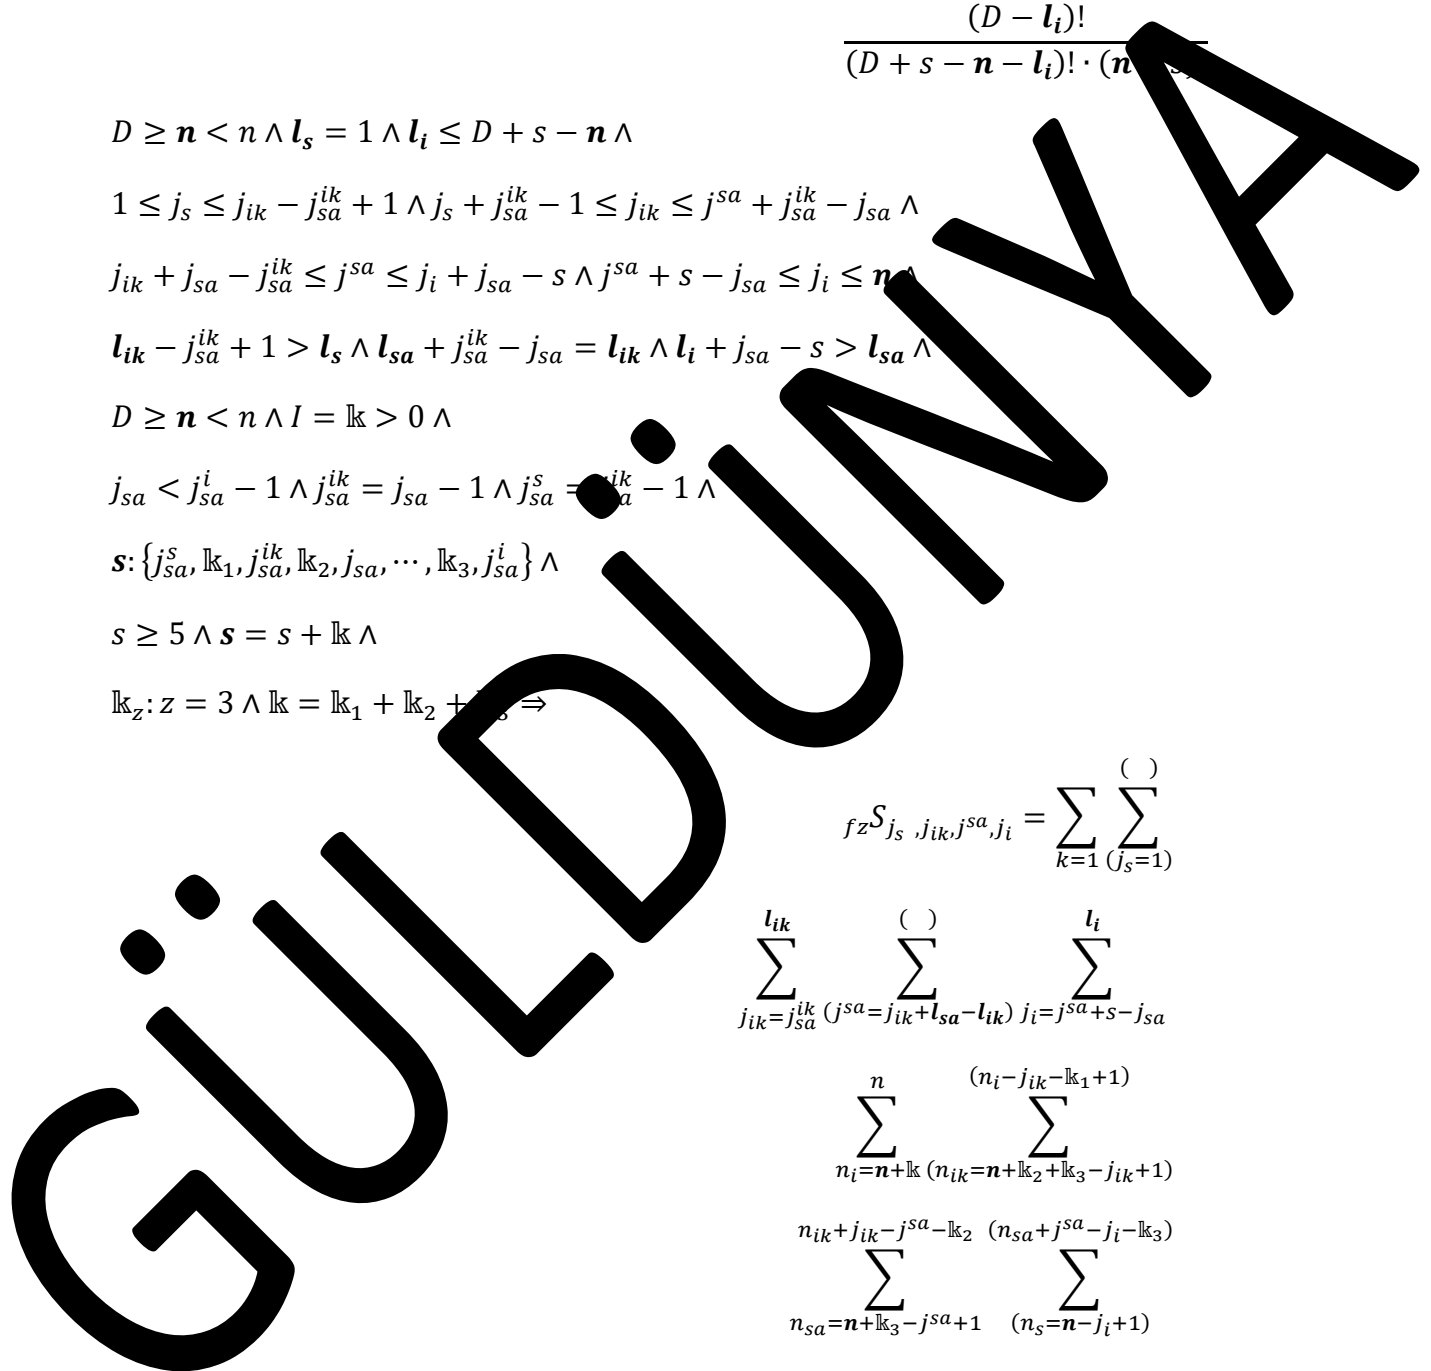 (D − l_i)!
(D + s − n − l_i)! · (n
D ≥ n < n ∧ l_s = 1 ∧ l_i ≤ D + s − n ∧
1 ≤ j_s ≤ j_ik − j_sa^ik + 1 ∧ j_s + j_sa^ik − 1 ≤ j_ik ≤ j^sa + j_sa^ik − j_sa ∧
j_ik + j_sa − j_sa^ik ≤ j^sa ≤ j_i + j_sa − s ∧ j^sa + s − j_sa ≤ j_i ≤ n ∧
l_ik − j_sa^ik + 1 > l_s ∧ l_sa + j_sa^ik − j_sa = l_ik ∧ l_i + j_sa − s > l_sa ∧
D ≥ n < n ∧ I = 𝕜 > 0 ∧
j_sa < j_sa^i − 1 ∧ j_sa^ik = j_sa − 1 ∧ j_sa^s = j_sa^ik − 1 ∧
s: {j_sa^s, 𝕜_1, j_sa^ik, 𝕜_2, j_sa, ⋯ , 𝕜_3, j_sa^i} ∧
s ≥ 5 ∧ s = s + 𝕜 ∧
𝕜_z: z = 3 ∧ 𝕜 = 𝕜_1 + 𝕜_2 + 𝕜_3 ⇒
( )
_fz S_{j_s ,j_ik,j^sa,j_i} = ∑ ∑
k=1 (j_s=1)
l_ik ( ) l_i
∑ ∑ ∑
j_ik=j_sa^ik (j^sa=j_ik+l_sa−l_ik) j_i=j^sa+s−j_sa
n (n_i−j_ik−𝕜_1+1)
∑ ∑
n_i=n+𝕜 (n_ik=n+𝕜_2+𝕜_3−j_ik+1)
n_ik+j_ik−j^sa−𝕜_2 (n_sa+j^sa−j_i−𝕜_3)
∑ ∑
n_sa=n+𝕜_3−j^sa+1 (n_s=n−j_i+1)
GÜLDÜNYA